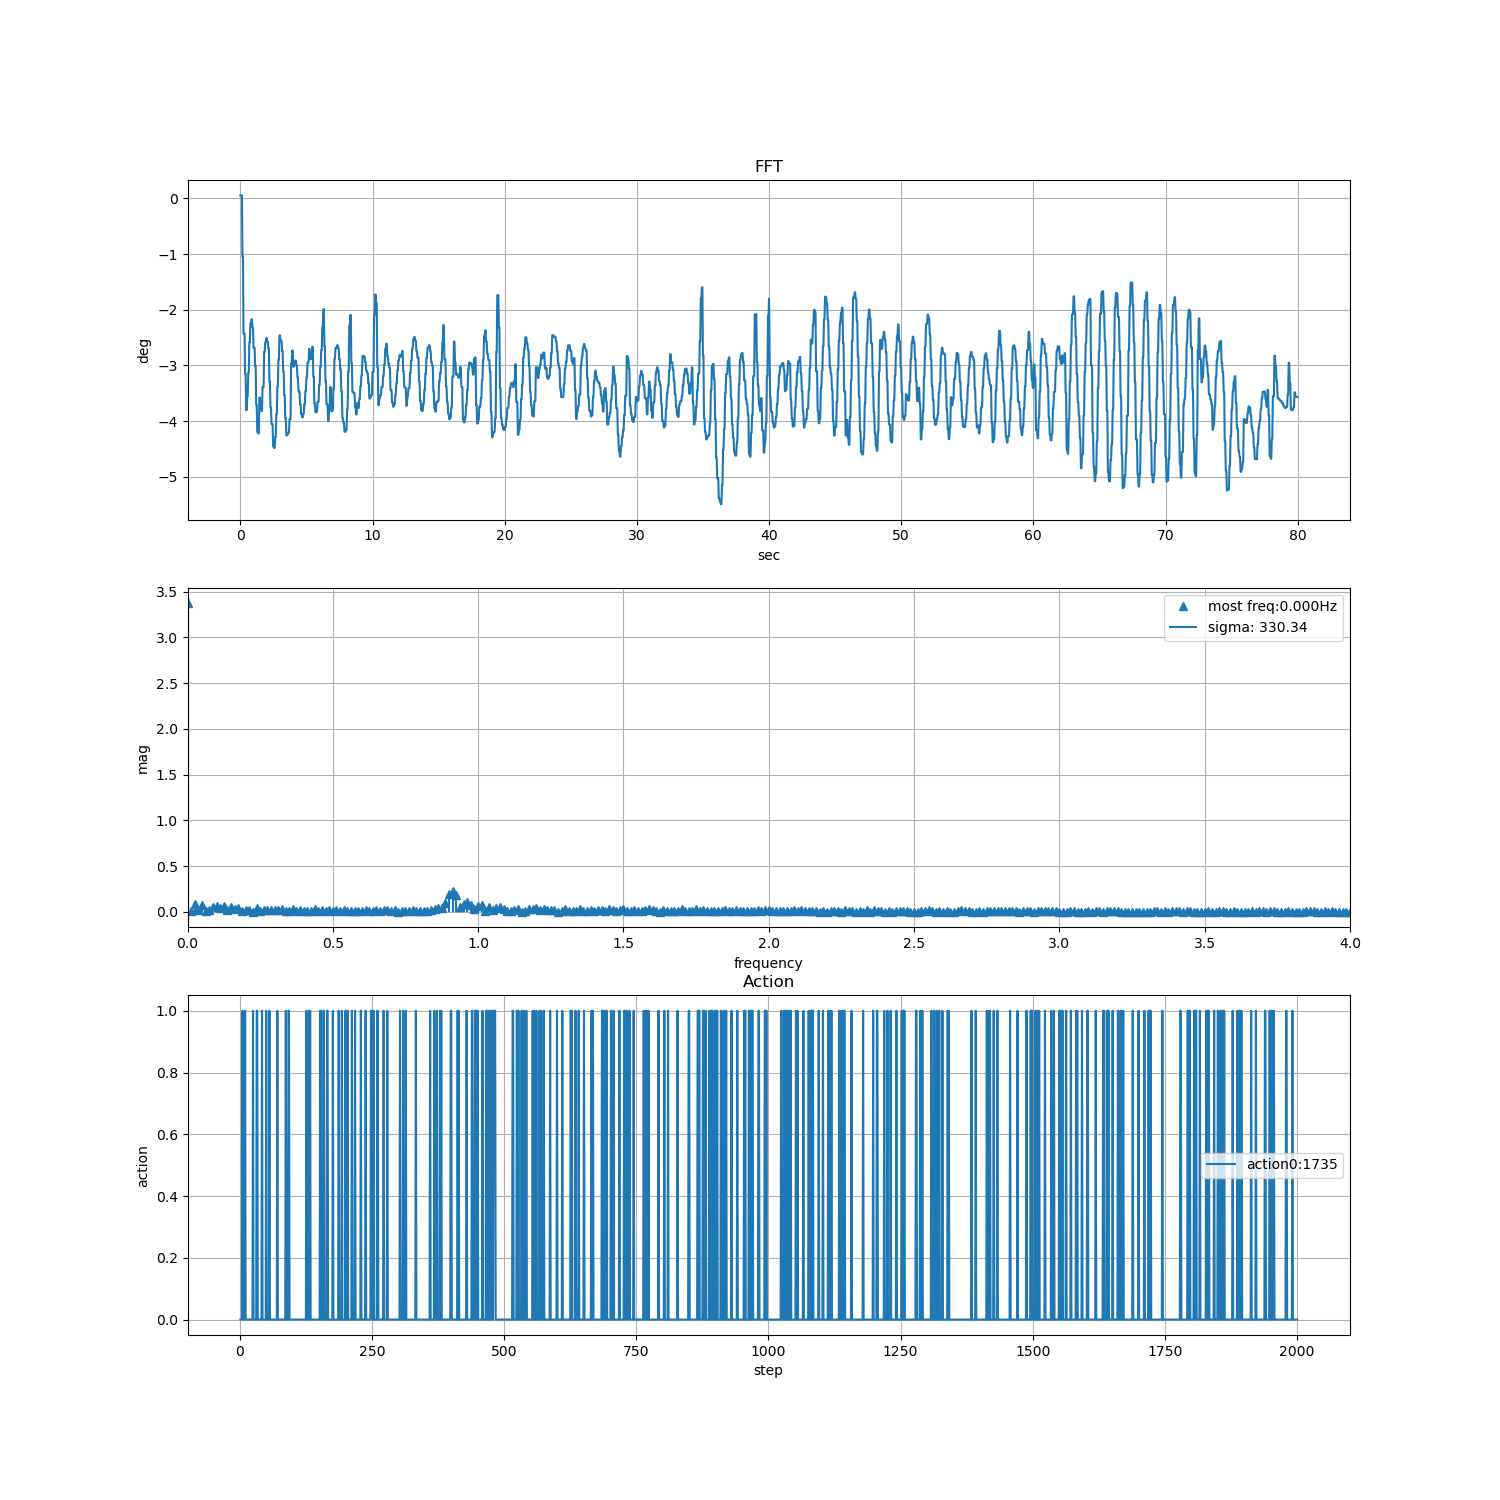 FFT
0
−1
−2
−3
−4
−5
deg
0 10 20 30 40 50 60 70 80
sec
3.5
3.0
2.5
2.0
1.5
1.0
0.5
0.0
mag
most freq:0.000Hz
sigma: 330.34
0.0 0.5 1.0 1.5 2.0 2.5 3.0 3.5 4.0
frequency
Action
1.0
0.8
0.6
0.4
0.2
0.0
action
action0:1735
0 250 500 750 1000 1250 1500 1750 2000
step